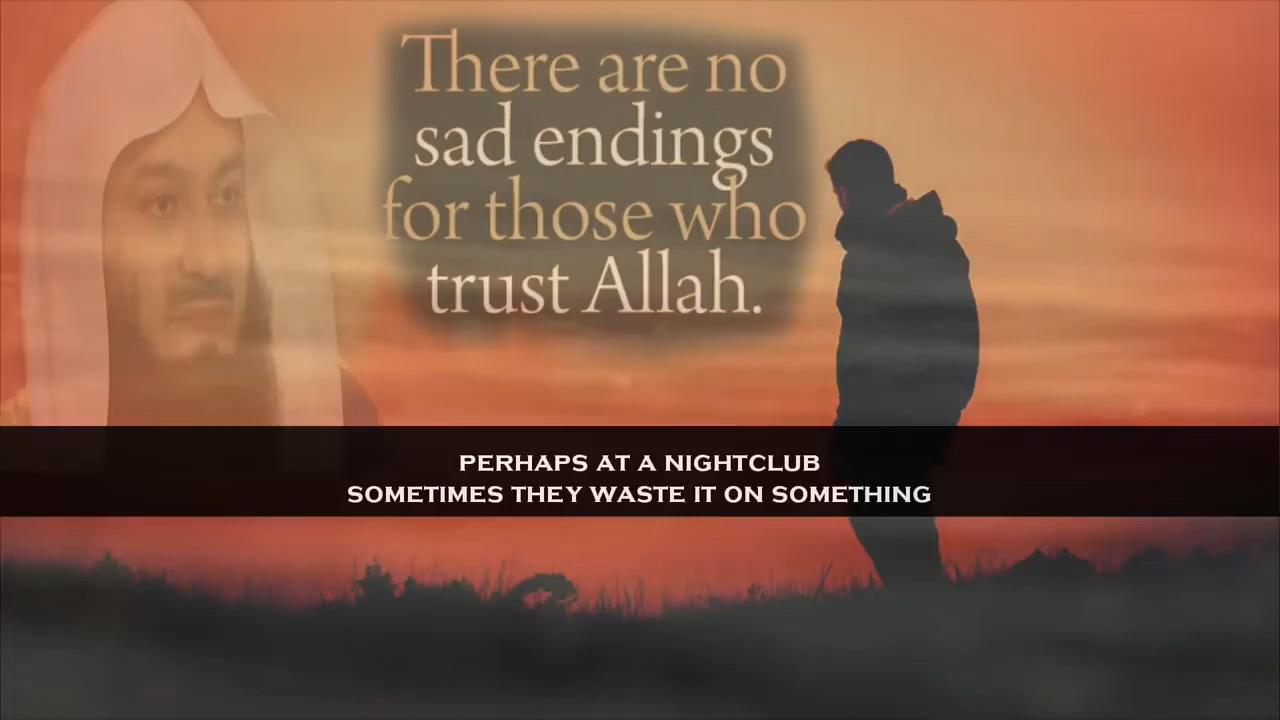 There are no
sad endings
for those who
trust Allah.
PERHAPS AT A NIGHTCLUB
SOMETIMES THEY WASTE IT ON SOMETHING